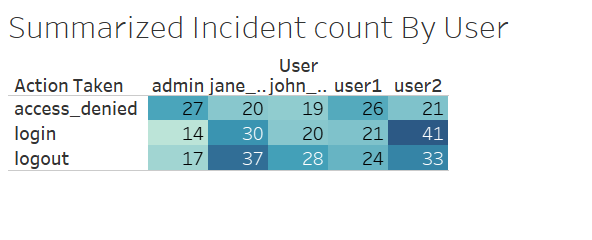 Summarized Incident count By User
User
Action Taken admin jane_.. john_.. user1 user2
access_denied 27 20 19 26 21
login 14 30 20 21 41
logout 17 37 28 24 33